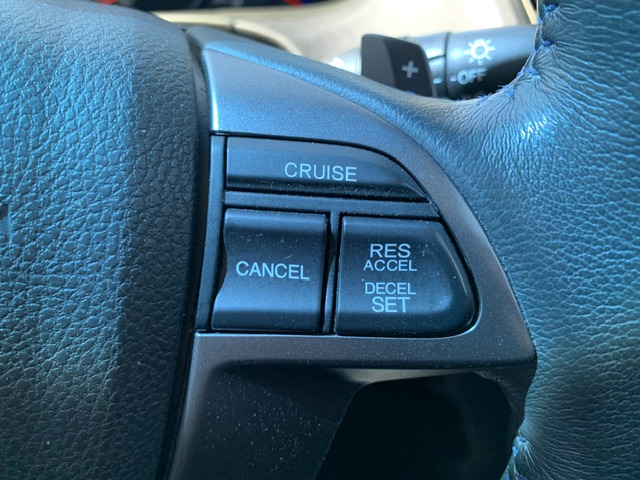 +
-OFF
CRUISE
CANCEL
RES
ACCEL
DECEL
SET